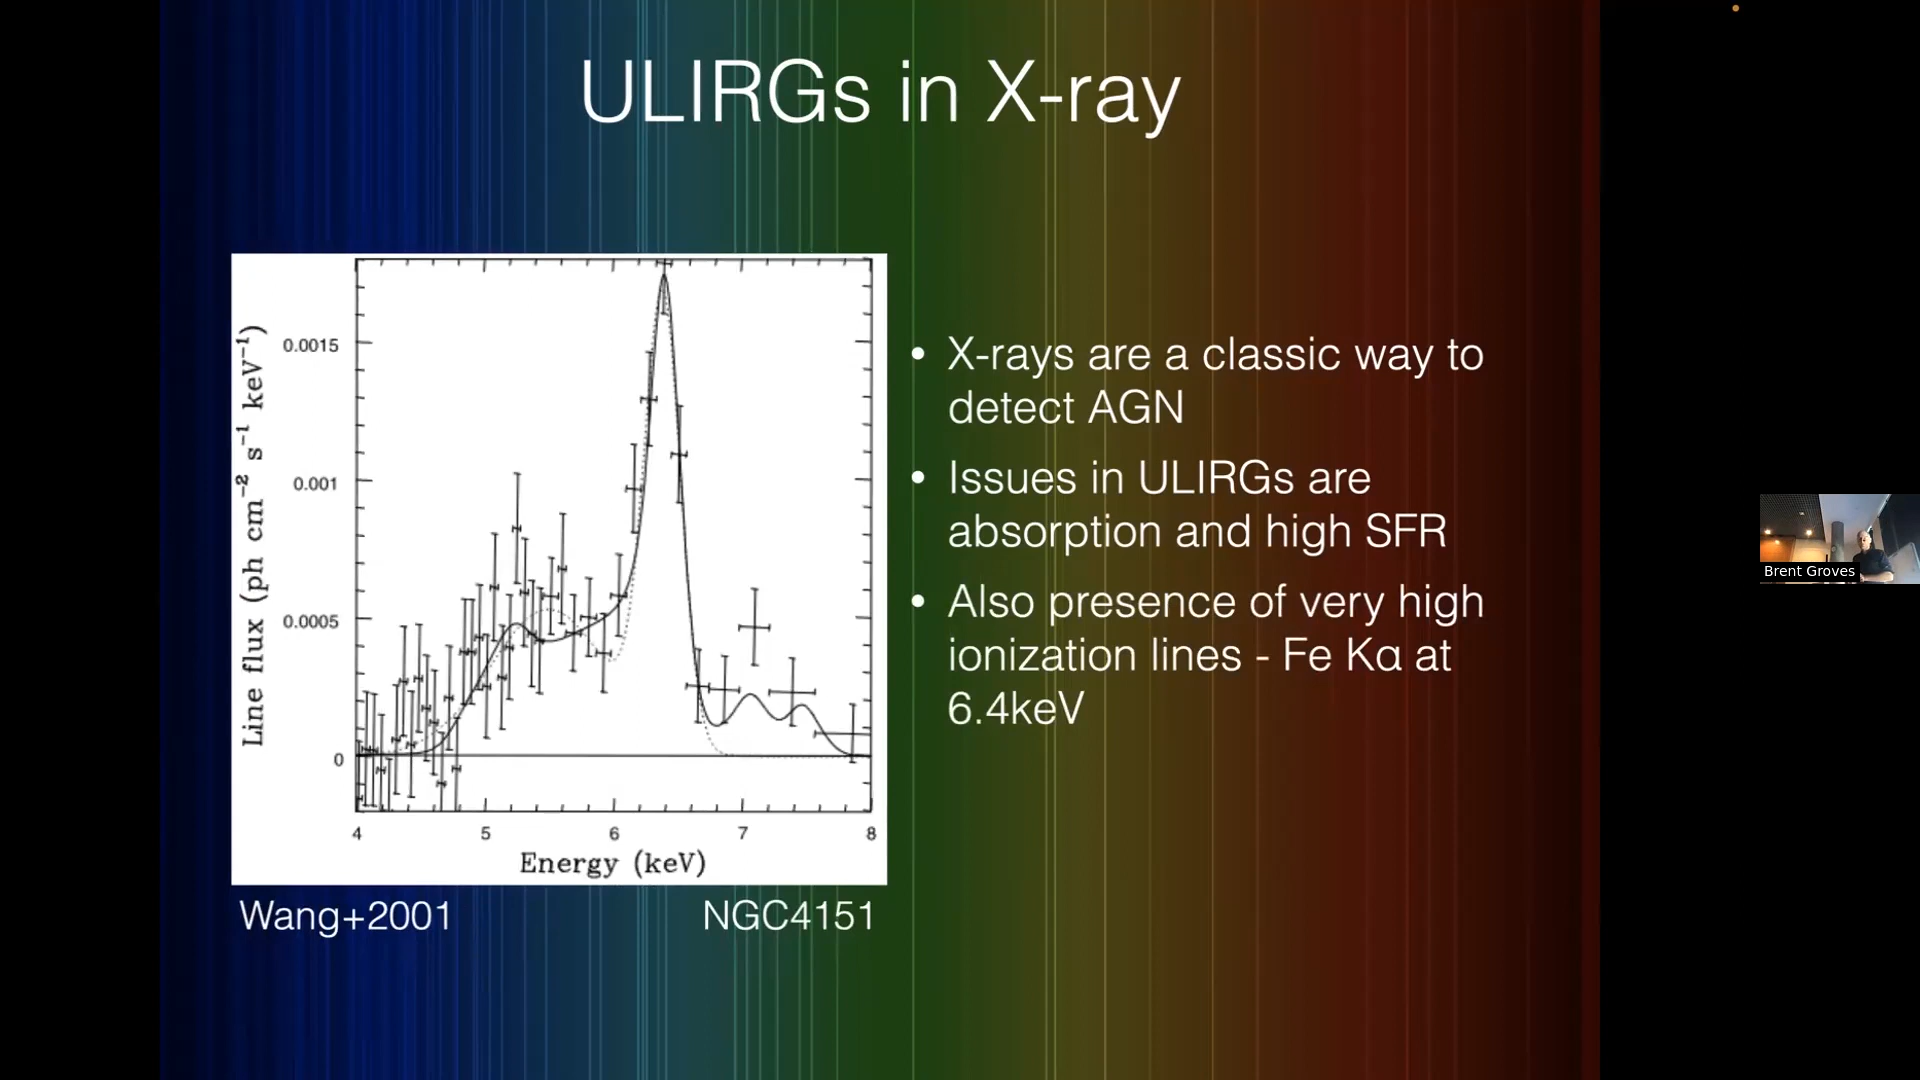 ULIRGs in X-ray
0.0015
0.001
0.0005
0
Line flux (ph cm⁻² s⁻¹ keV⁻¹)
4 5 6 7 8
Energy (keV)
Wang+2001 NGC4151
• X-rays are a classic way to
detect AGN
• Issues in ULIRGs are
absorption and high SFR
• Also presence of very high
ionization lines - Fe Kα at
6.4keV
Brent Groves